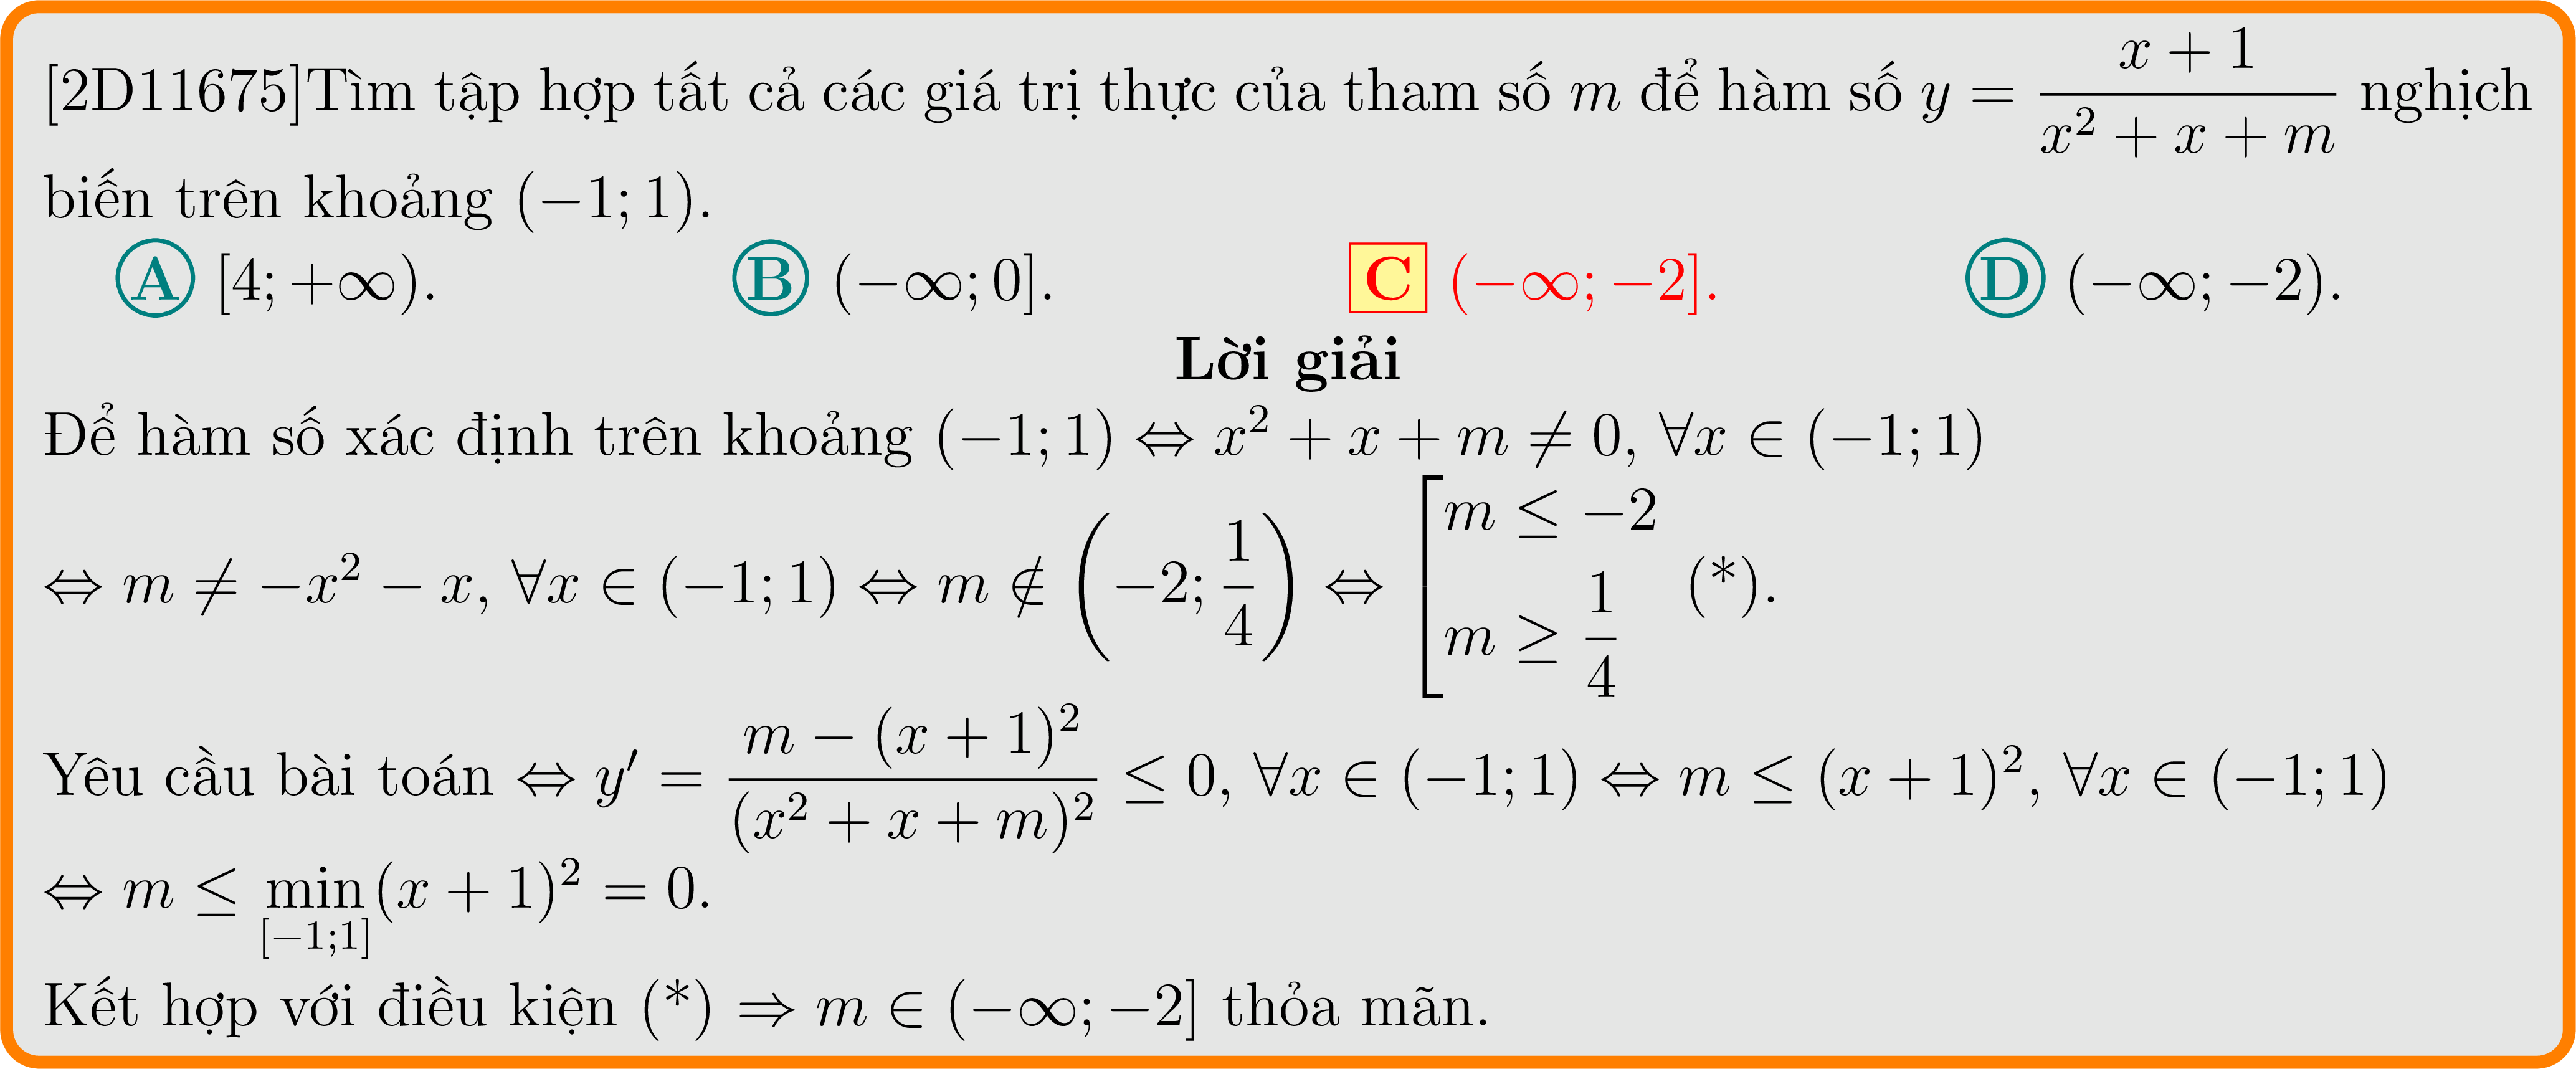 [2D11675]Tìm tập hợp tất cả các giá trị thực của tham số $m$ để hàm số $y = \dfrac{x+1}{x^2+x+m}$ nghịch
biến trên khoảng $(-1;1)$.
A $[4;+\infty)$. B $(-\infty;0]$. C $(-\infty;-2]$. D $(-\infty;-2)$.
Lời giải
Để hàm số xác định trên khoảng $(-1;1) \Leftrightarrow x^2+x+m \neq 0, \forall x \in (-1;1)$
$\Leftrightarrow m \neq -x^2-x, \forall x \in (-1;1) \Leftrightarrow m \notin \left(-2;\dfrac{1}{4}\right) \Leftrightarrow \left[\begin{array}{l} m \leq -2 \\ m \geq \dfrac{1}{4} \end{array}\right.$ (*).
Yêu cầu bài toán $\Leftrightarrow y' = \dfrac{m-(x+1)^2}{(x^2+x+m)^2} \leq 0, \forall x \in (-1;1) \Leftrightarrow m \leq (x+1)^2, \forall x \in (-1;1)$
$\Leftrightarrow m \leq \min\limits_{[-1;1]}(x+1)^2 = 0$.
Kết hợp với điều kiện (*) $\Rightarrow m \in (-\infty;-2]$ thỏa mãn.